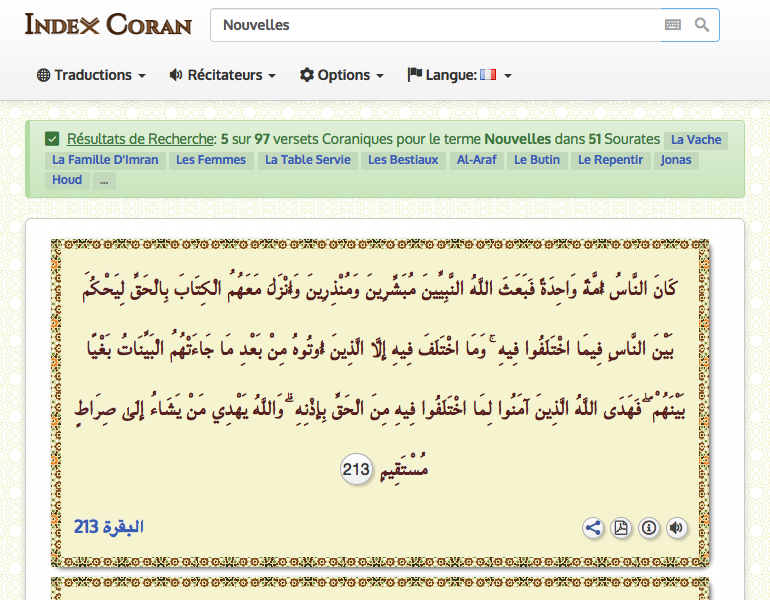 INDEX CORAN
Nouvelles
Traductions Récitateurs Options Langue:
Résultats de Recherche: 5 sur 97 versets Coraniques pour le terme Nouvelles dans 51 Sourates La Vache
La Famille D'Imran Les Femmes La Table Servie Les Bestiaux Al-Araf Le Butin Le Repentir Jonas
Houd ...
كَانَ النَّاسُ أُمَّةً وَاحِدَةً فَبَعَثَ اللَّهُ النَّبِيِّينَ مُبَشِّرِينَ وَمُنْذِرِينَ وَأَنْزَلَ مَعَهُمُ الْكِتَابَ بِالْحَقِّ لِيَحْكُمَ
بَيْنَ النَّاسِ فِيمَا اخْتَلَفُوا فِيهِ ۚ وَمَا اخْتَلَفَ فِيهِ إِلَّا الَّذِينَ أُوتُوهُ مِنْ بَعْدِ مَا جَاءَتْهُمُ الْبَيِّنَاتُ بَغْيًا
بَيْنَهُمْ ۖ فَهَدَى اللَّهُ الَّذِينَ آمَنُوا لِمَا اخْتَلَفُوا فِيهِ مِنَ الْحَقِّ بِإِذْنِهِ ۗ وَاللَّهُ يَهْدِي مَنْ يَشَاءُ إِلَىٰ صِرَاطٍ
مُسْتَقِيمٍ 213
البقرة 213